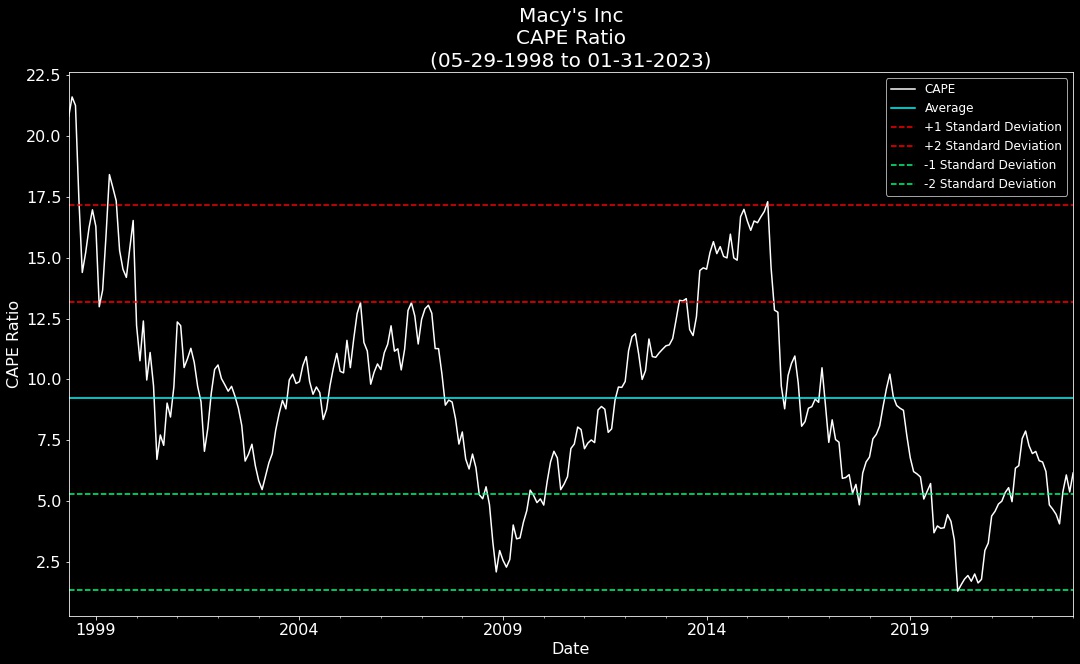 Macy's Inc
CAPE Ratio
(05-29-1998 to 01-31-2023)
22.5
20.0
17.5
15.0
12.5
10.0
7.5
5.0
2.5
CAPE Ratio
CAPE
Average
+1 Standard Deviation
+2 Standard Deviation
-1 Standard Deviation
-2 Standard Deviation
1999
2004
2009
2014
2019
Date